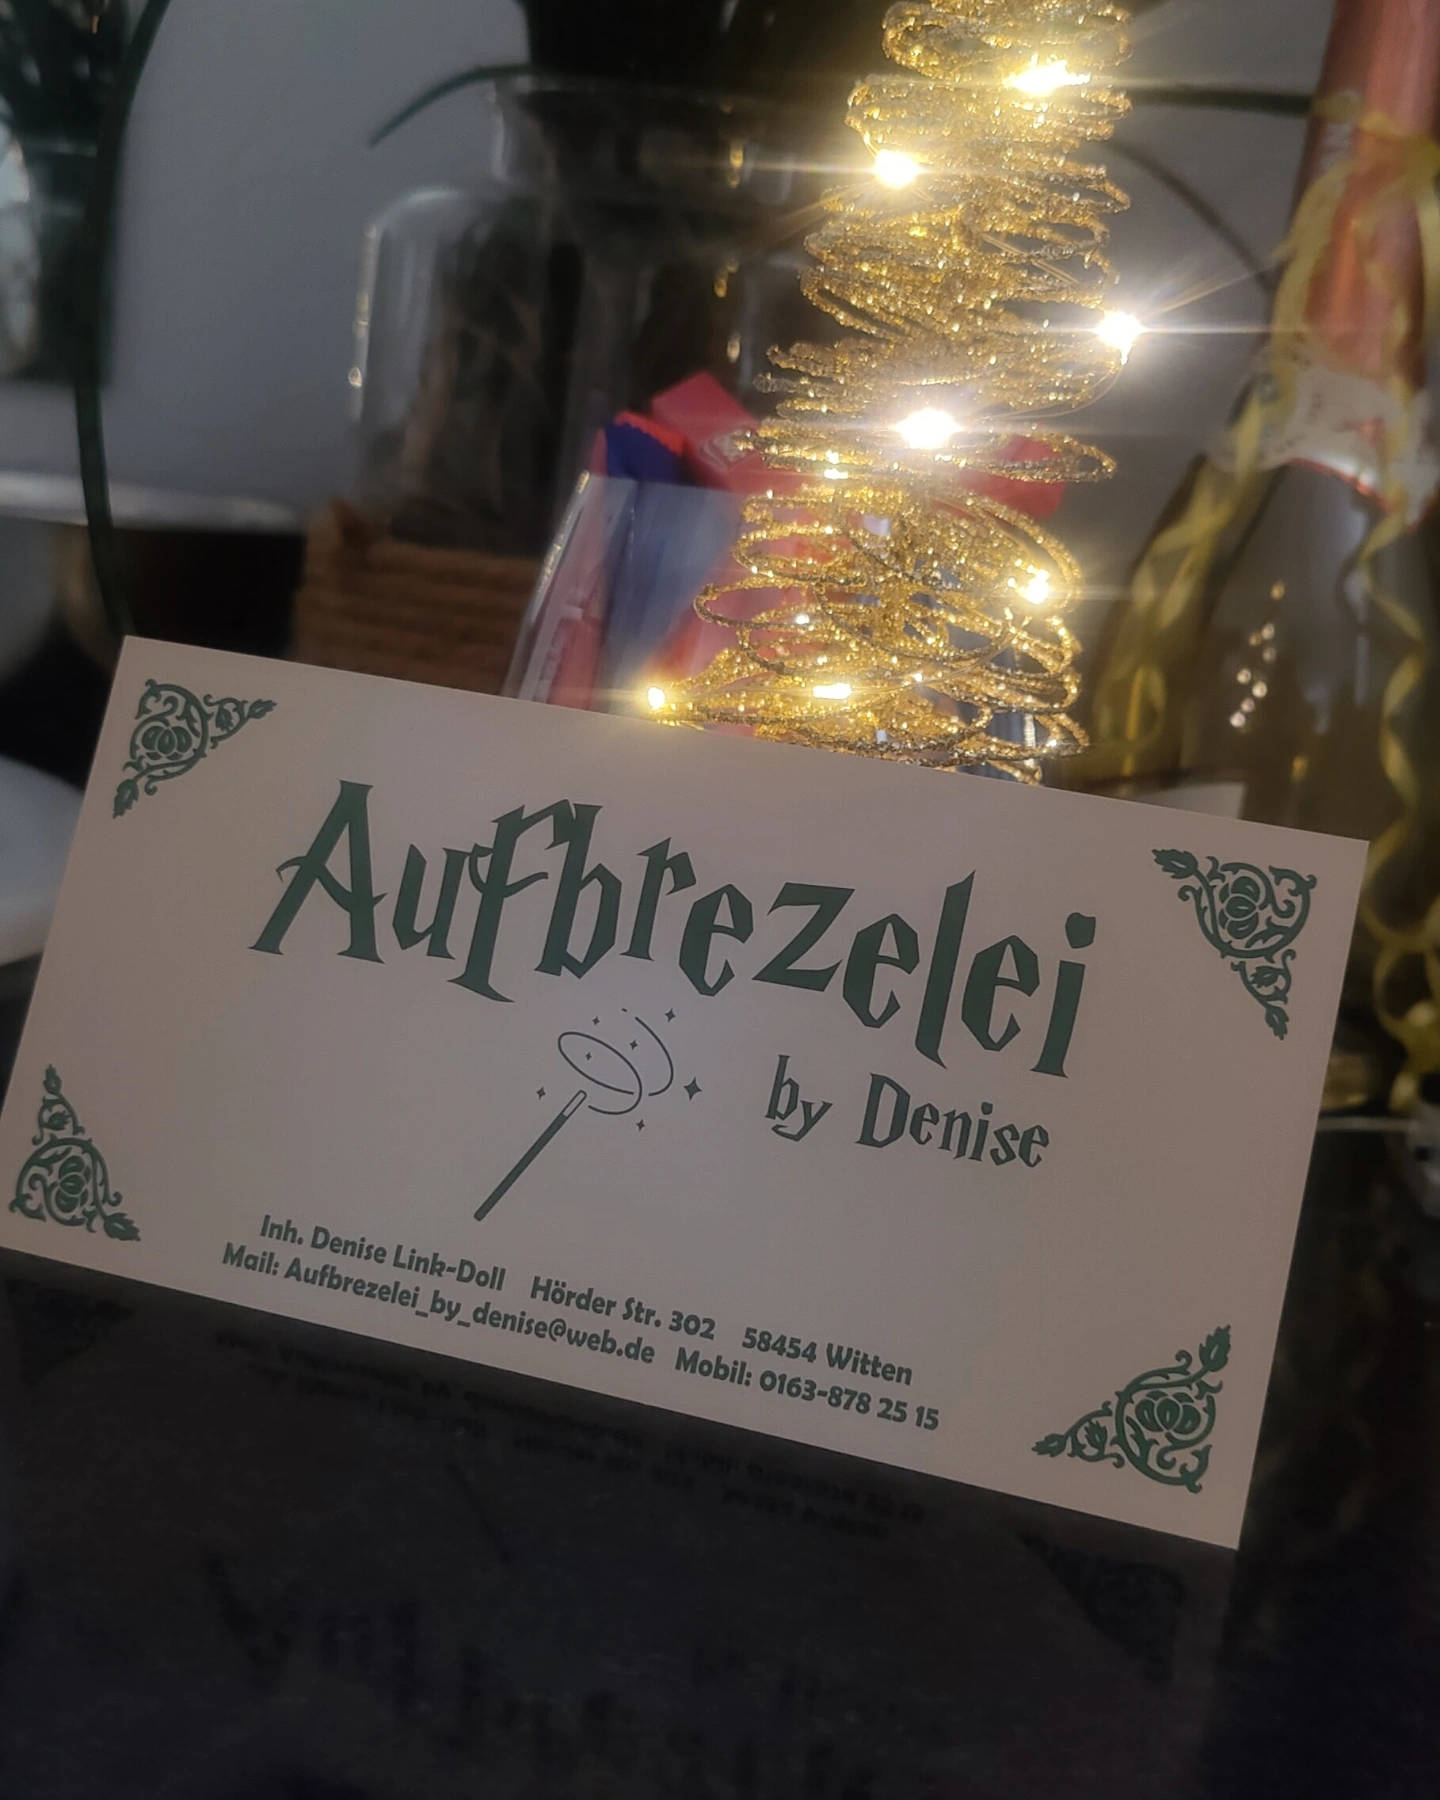 Aufbrezelei
by Denise
Inh. Denise Link-Doll Hörder Str. 302 58454 Witten
Mail: Aufbrezelei_by_denise@web.de Mobil: 0163-878 25 15